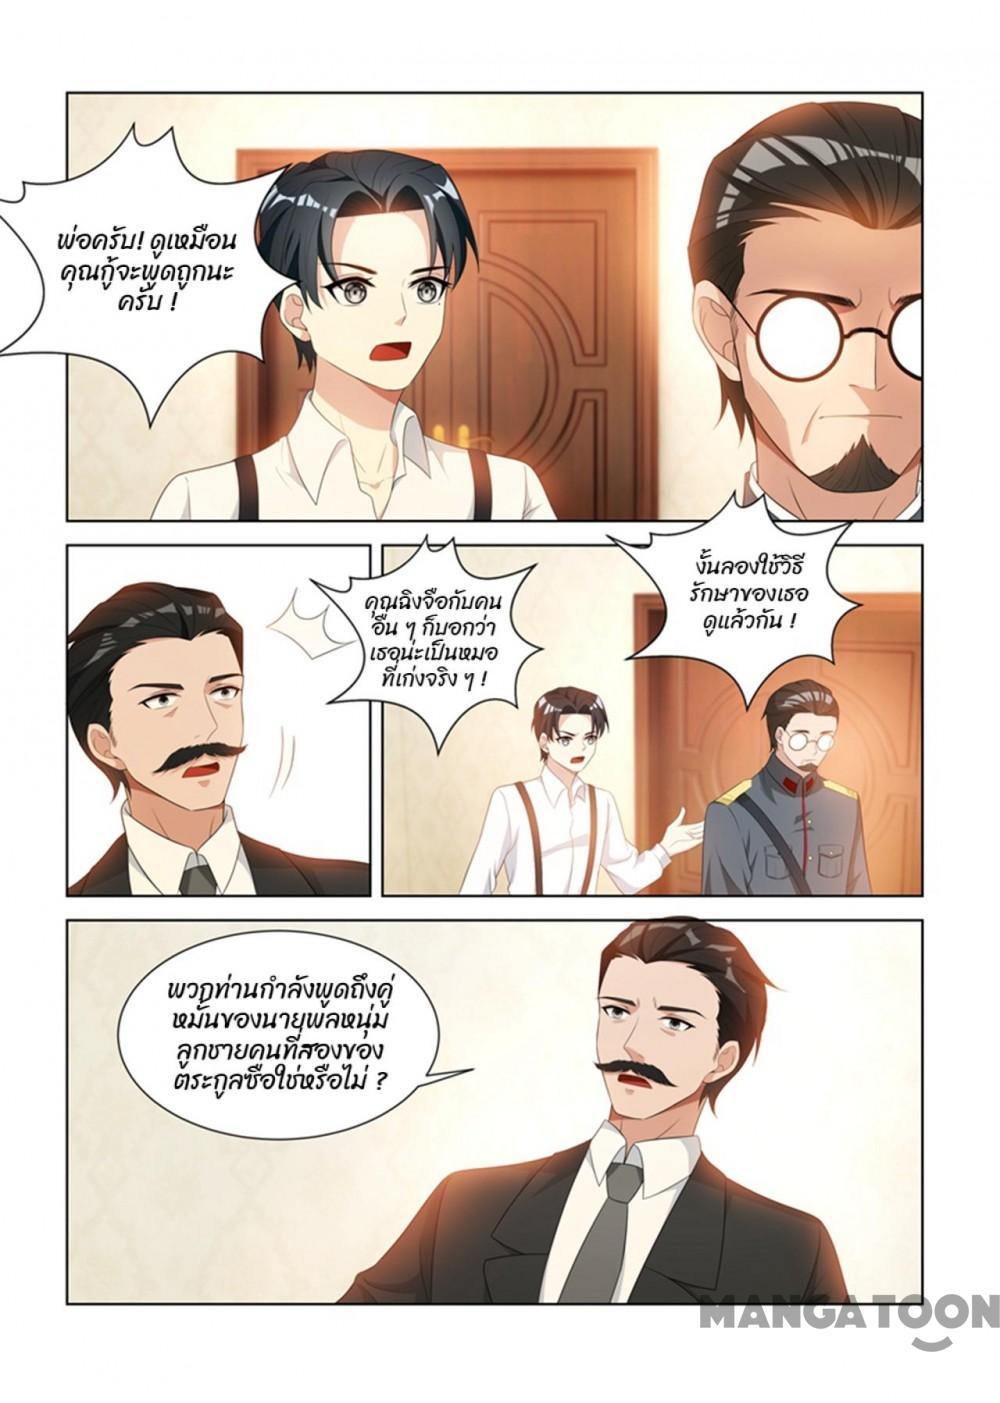 พ่อครับ! ดูเหมือน
คุณกู้จะพูดถูกนะ
ครับ !
คุณฉิงจือกับคน
อื่น ๆ ก็บอกว่า
เธอน่ะเป็นหมอ
ที่เก่งจริง ๆ !
งั้นลองใช้วิธี
รักษาของเธอ
ดูแล้วกัน !
พวกท่านกำลังพูดถึงคู่
หมั้นของนายพลหนุ่ม
ลูกชายคนที่สองของ
ตระกูลซือใช่หรือไม่ ?
MANGATOON